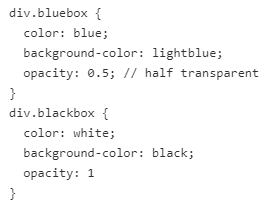 div.bluebox {
  color: blue;
  background-color: lightblue;
  opacity: 0.5; // half transparent
}
div.blackbox {
  color: white;
  background-color: black;
  opacity: 1
}